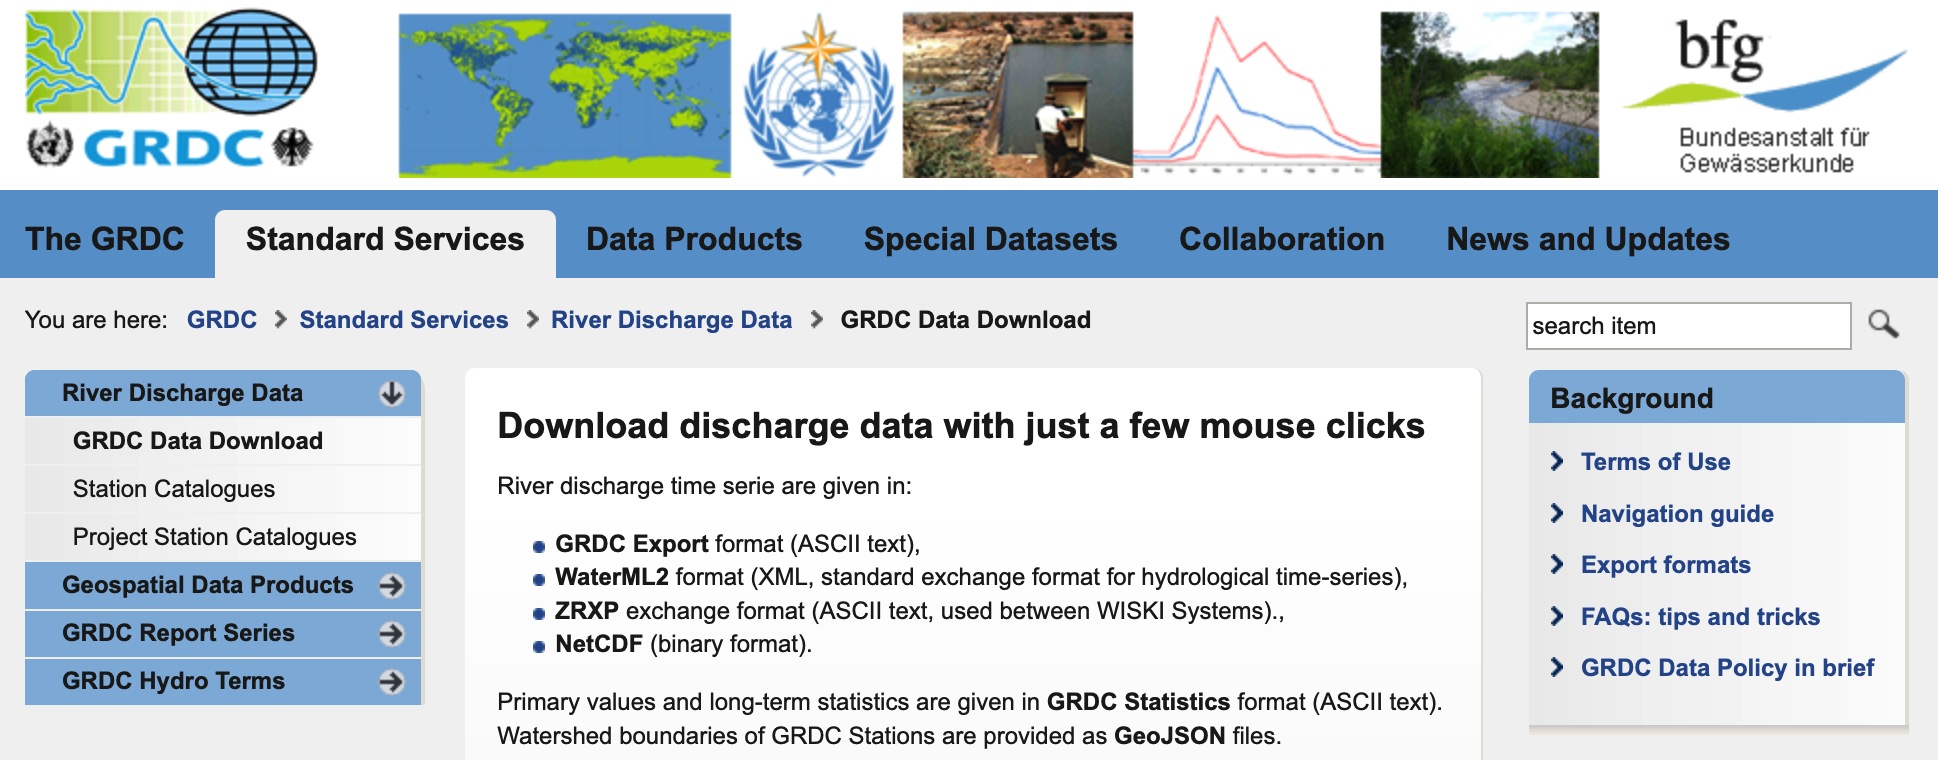 GRDC
bfg
Bundesanstalt für
Gewässerkunde
The GRDC
Standard Services
Data Products
Special Datasets
Collaboration
News and Updates
You are here: GRDC Standard Services River Discharge Data GRDC Data Download
search item
River Discharge Data
GRDC Data Download
Station Catalogues
Project Station Catalogues
Geospatial Data Products
GRDC Report Series
GRDC Hydro Terms
Download discharge data with just a few mouse clicks
River discharge time serie are given in:
GRDC Export format (ASCII text),
WaterML2 format (XML, standard exchange format for hydrological time-series),
ZRXP exchange format (ASCII text, used between WISKI Systems).,
NetCDF (binary format).
Primary values and long-term statistics are given in GRDC Statistics format (ASCII text).
Watershed boundaries of GRDC Stations are provided as GeoJSON files.
Background
Terms of Use
Navigation guide
Export formats
FAQs: tips and tricks
GRDC Data Policy in brief